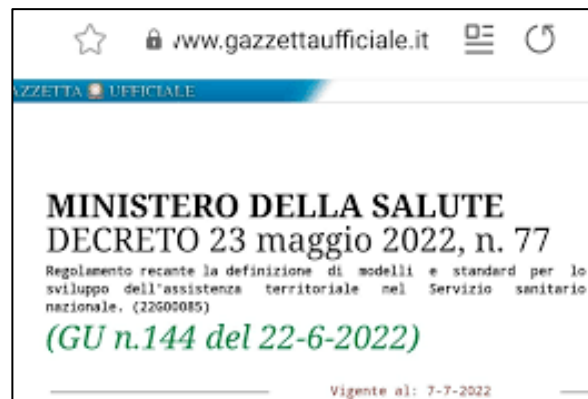 www.gazzettaufficiale.it
AZZETTA UFFICIALE
MINISTERO DELLA SALUTE
DECRETO 23 maggio 2022, n. 77
Regolamento recante la definizione di modelli e standard per lo
sviluppo dell'assistenza territoriale nel Servizio sanitario
nazionale. (22G00085)
(GU n.144 del 22-6-2022)
Vigente al: 7-7-2022